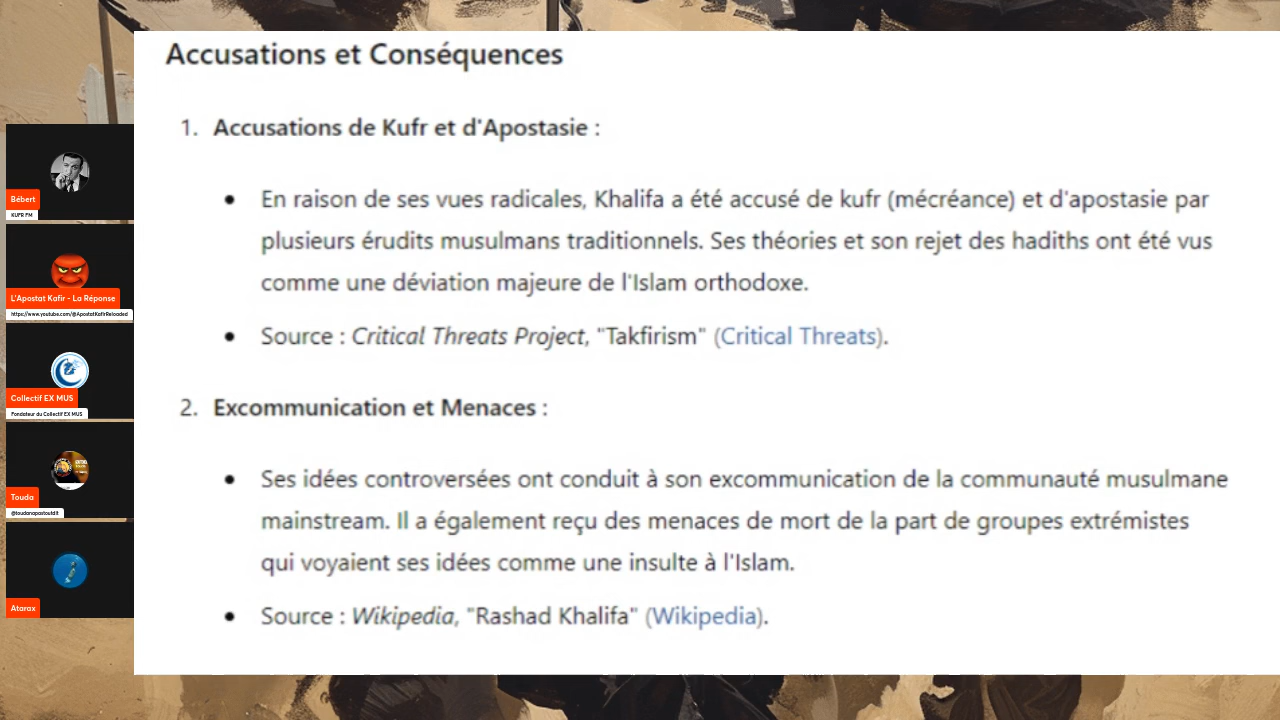 Accusations et Conséquences
1. Accusations de Kufr et d'Apostasie :
• En raison de ses vues radicales, Khalifa a été accusé de kufr (mécréance) et d'apostasie par
plusieurs érudits musulmans traditionnels. Ses théories et son rejet des hadiths ont été vus
comme une déviation majeure de l'Islam orthodoxe.
• Source : Critical Threats Project, "Takfirism" (Critical Threats).
2. Excommunication et Menaces :
• Ses idées controversées ont conduit à son excommunication de la communauté musulmane
mainstream. Il a également reçu des menaces de mort de la part de groupes extrémistes
qui voyaient ses idées comme une insulte à l'Islam.
• Source : Wikipedia, "Rashad Khalifa" (Wikipedia).
Bébert
KUFR FM
L'Apostat Kafir - La Réponse
https://www.youtube.com/@ApostatKafirReloaded
Collectif EX MUS
Fondateur du Collectif EX MUS
Touda
Atarax